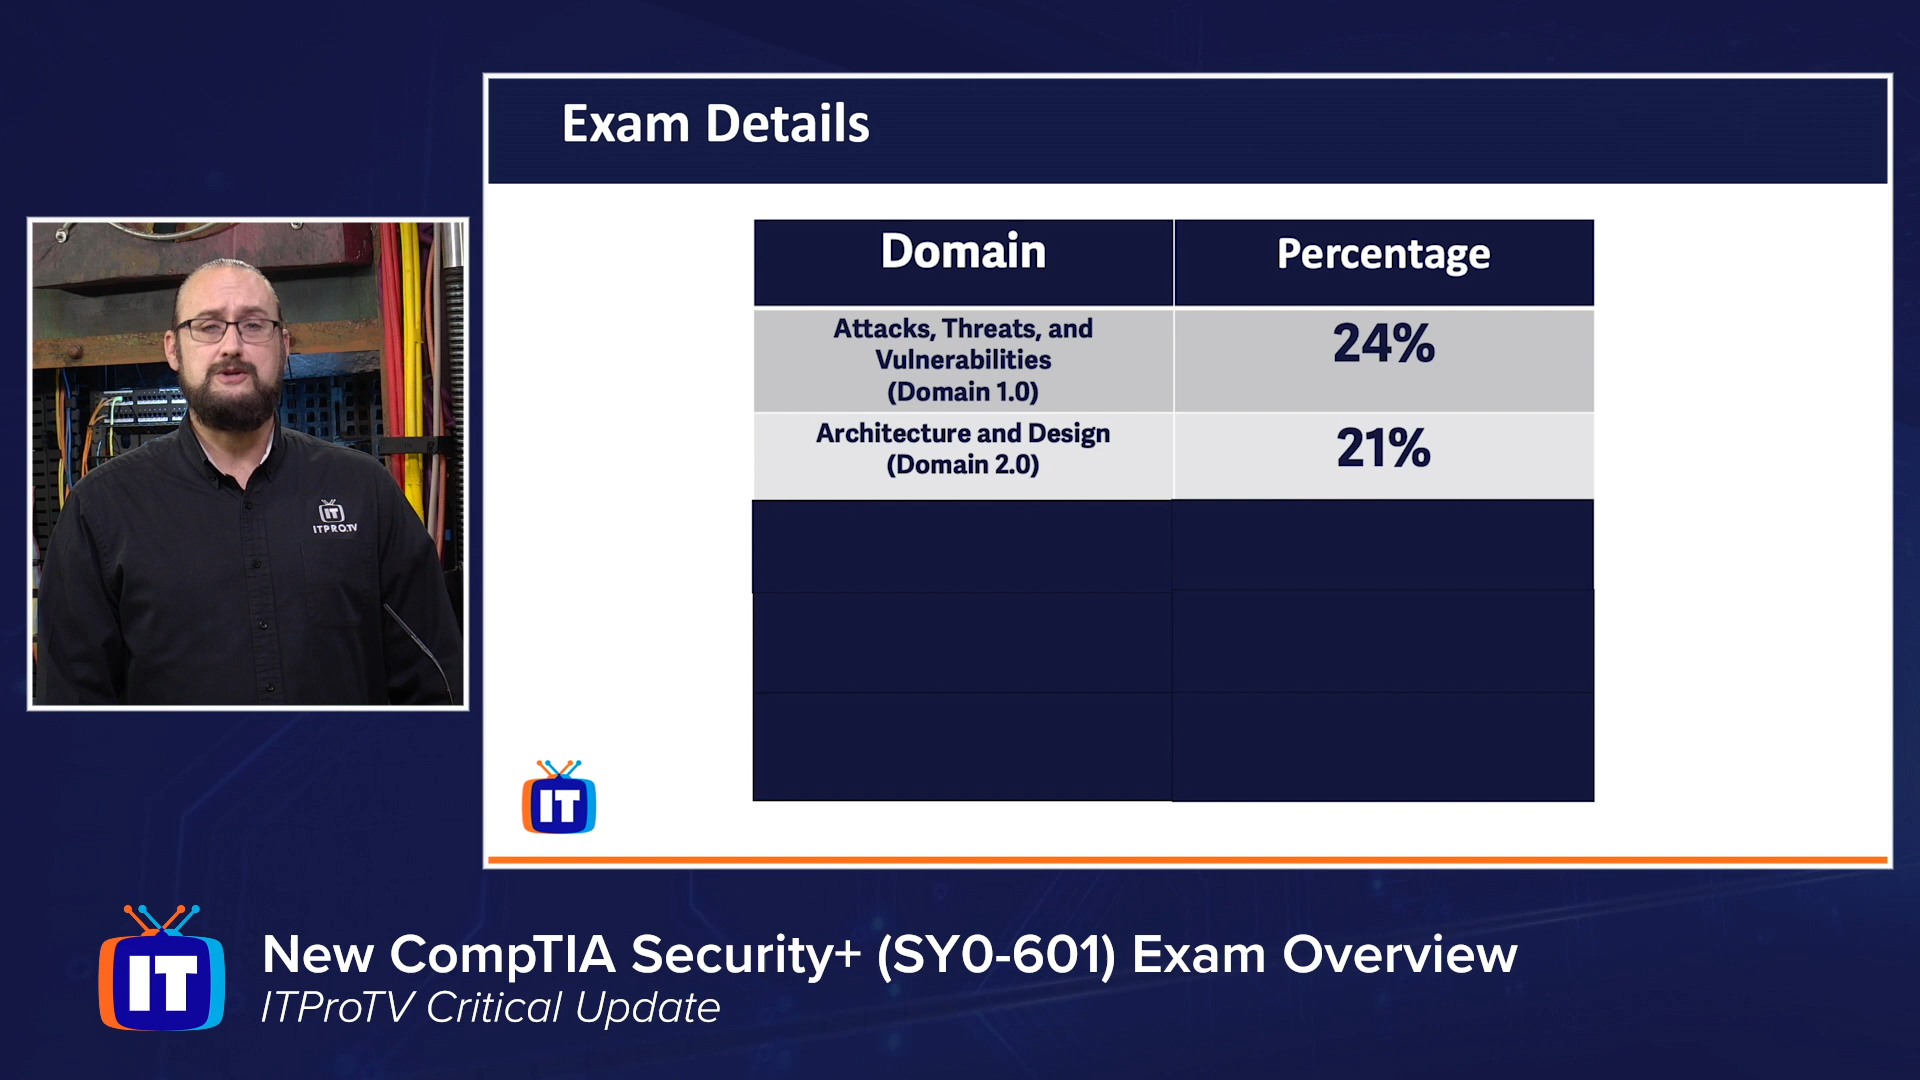 Exam Details
Domain
Percentage
Attacks, Threats, and
Vulnerabilities
(Domain 1.0)
24%
Architecture and Design
(Domain 2.0)
21%
IT
ITPRO.TV
IT
IT
New CompTIA Security+ (SY0-601) Exam Overview
ITProTV Critical Update